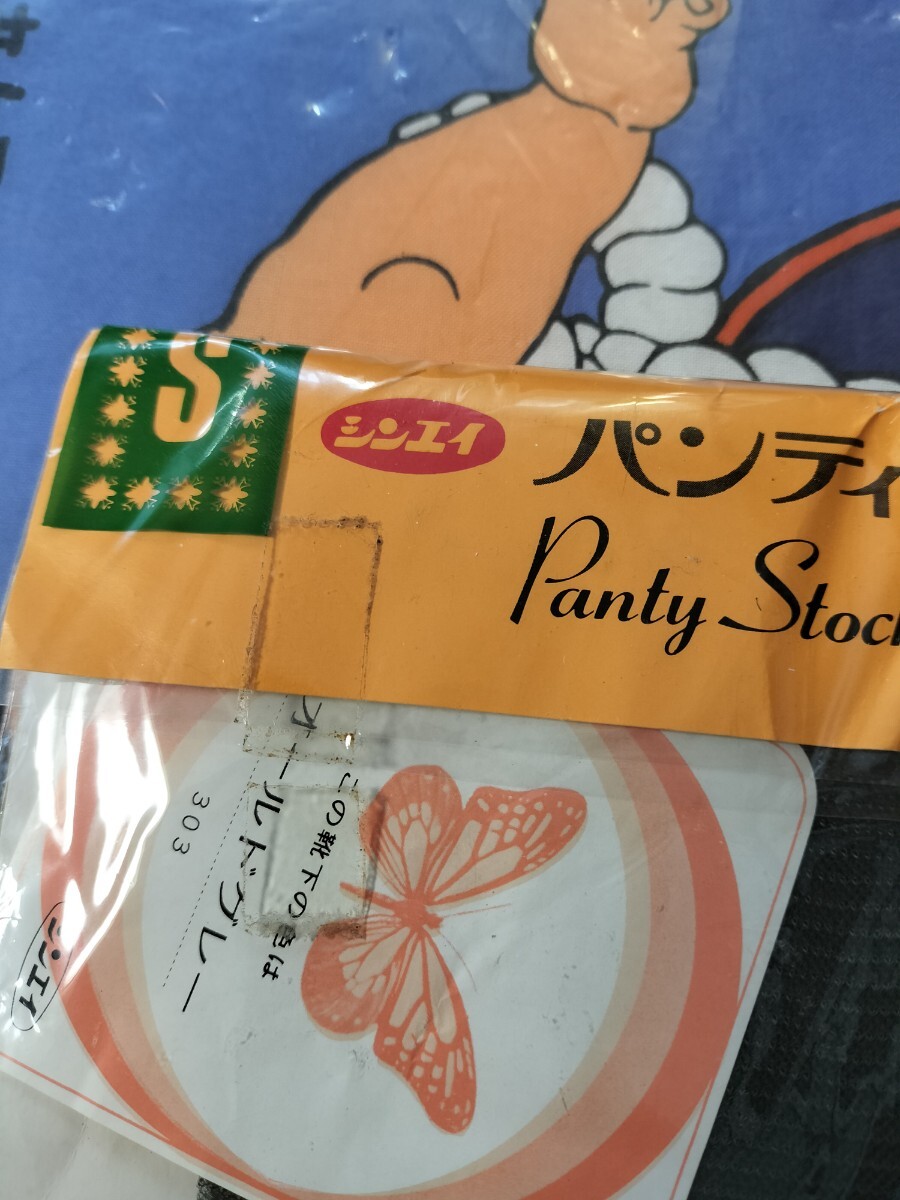 S
シンエイ
パンティ
Panty Stock
この靴下の色は
オールドグレー
303
シンエイ